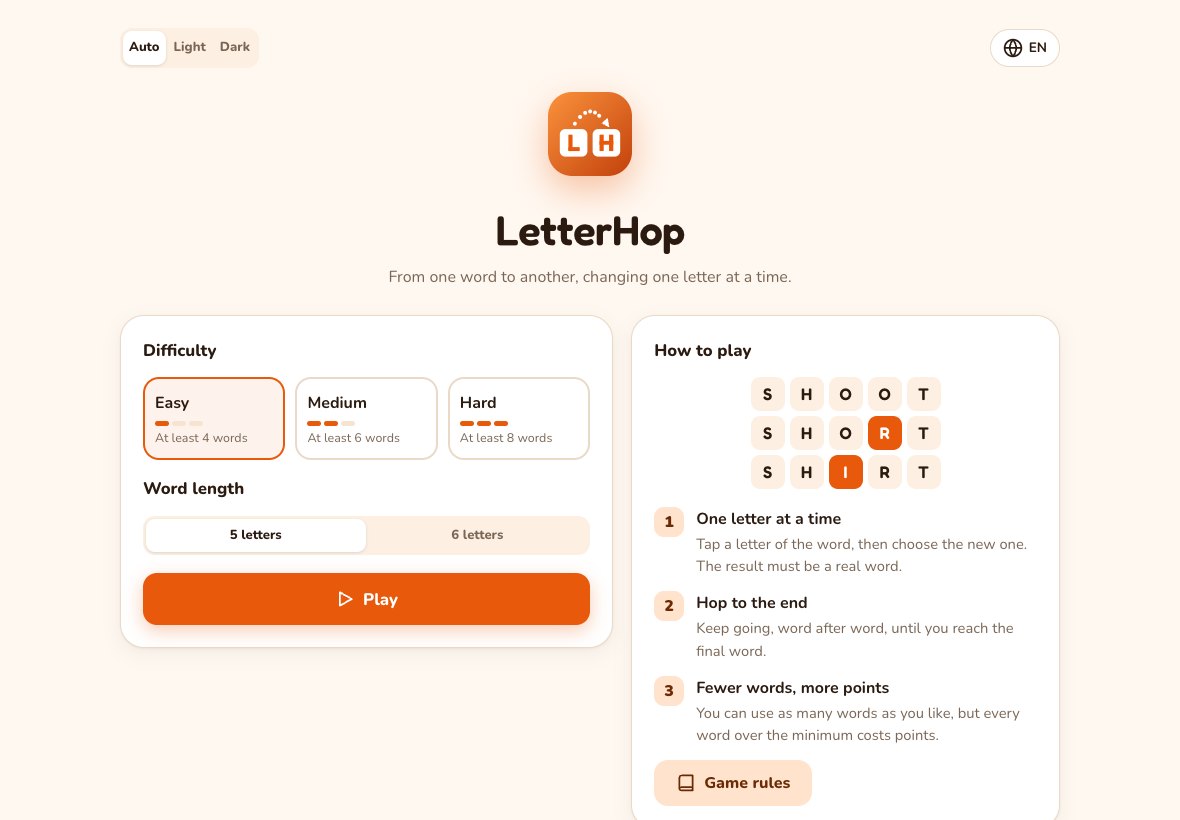 Auto Light Dark
EN
L H
LetterHop
From one word to another, changing one letter at a time.
Difficulty
Easy
At least 4 words
Medium
At least 6 words
Hard
At least 8 words
Word length
5 letters
6 letters
Play
How to play
S H O O T
S H O R T
S H I R T
1 One letter at a time
Tap a letter of the word, then choose the new one.
The result must be a real word.
2 Hop to the end
Keep going, word after word, until you reach the
final word.
3 Fewer words, more points
You can use as many words as you like, but every
word over the minimum costs points.
Game rules